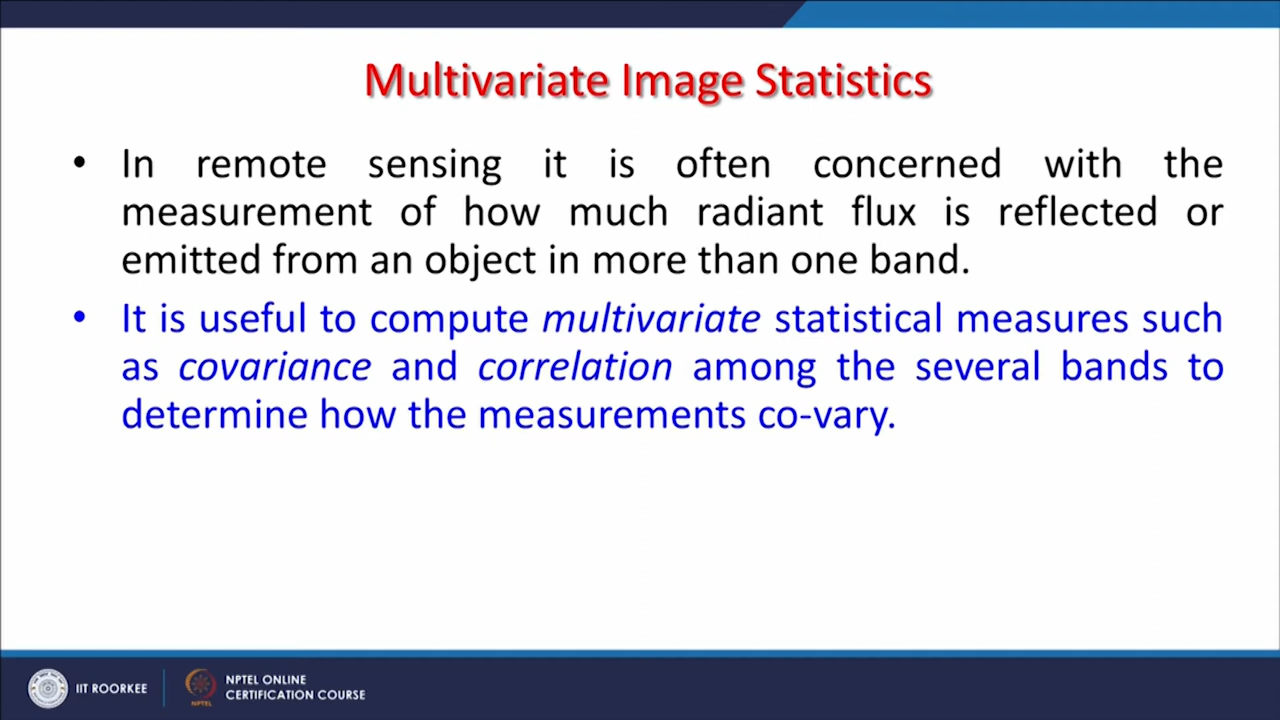 Multivariate Image Statistics
• In remote sensing it is often concerned with the
measurement of how much radiant flux is reflected or
emitted from an object in more than one band.
• It is useful to compute multivariate statistical measures such
as covariance and correlation among the several bands to
determine how the measurements co-vary.
IIT ROORKEE
NPTEL
NPTEL ONLINE
CERTIFICATION COURSE